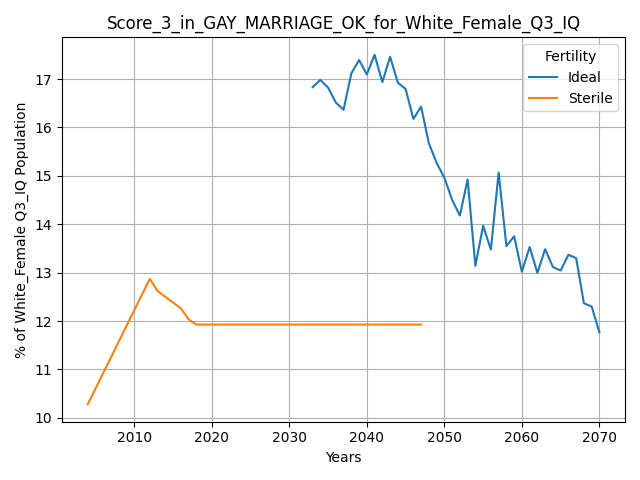 Score_3_in_GAY_MARRIAGE_OK_for_White_Female_Q3_IQ
Fertility
Ideal
Sterile
% of White_Female Q3_IQ Population
17
16
15
14
13
12
11
10
2010 2020 2030 2040 2050 2060 2070
Years